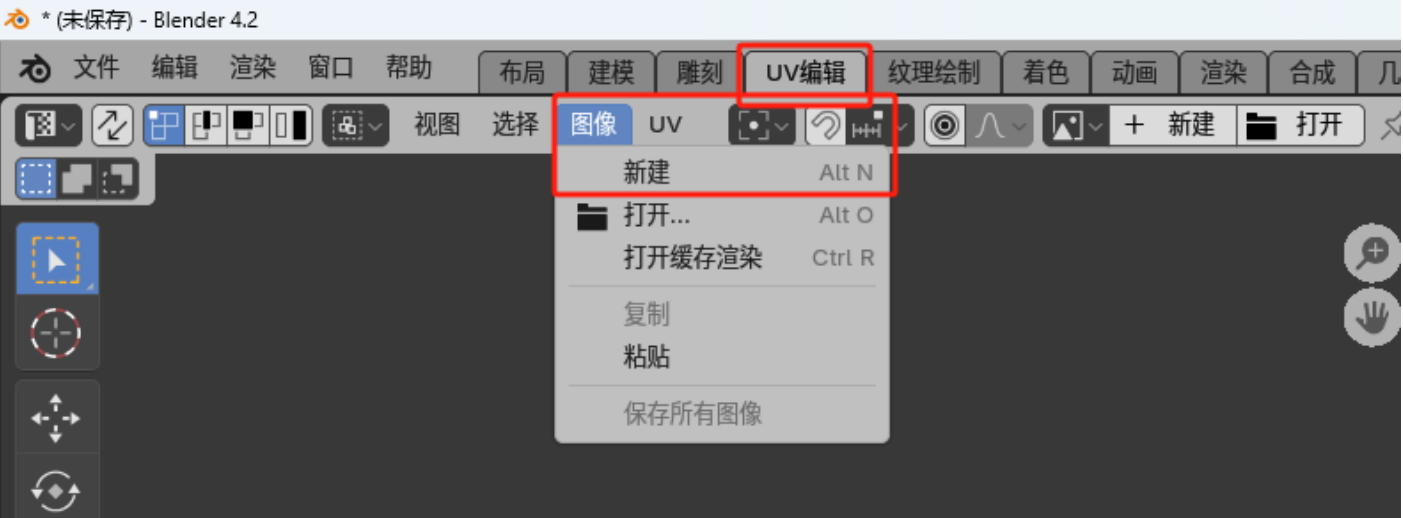 * (未保存) - Blender 4.2
文件 编辑 渲染 窗口 帮助 布局 建模 雕刻 UV编辑 纹理绘制 着色 动画 渲染 合成 几
视图 选择 图像 UV 新建 打开
新建 Alt N
打开... Alt O
打开缓存渲染 Ctrl R
复制
粘贴
保存所有图像